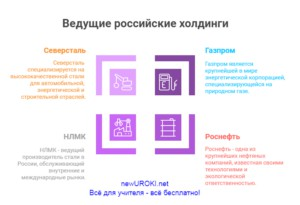 Ведущие российские холдинги
Северсталь
Северсталь
специализируется на
высококачественной стали
для автомобильной,
энергетической и
строительной отраслей.
Газпром
Газпром является
крупнейшей в мире
энергетической корпорацией,
специализирующейся на
природном газе.
НЛМК
НЛМК - ведущий
производитель стали в
России, обслуживающий
внутренние и
международные рынки.
Роснефть
Роснефть - одна из
крупнейших нефтяных
компаний, известная своими
технологиями и
экологической
ответственностью.
newUROKI.net
Всё для учителя - всё бесплатно!